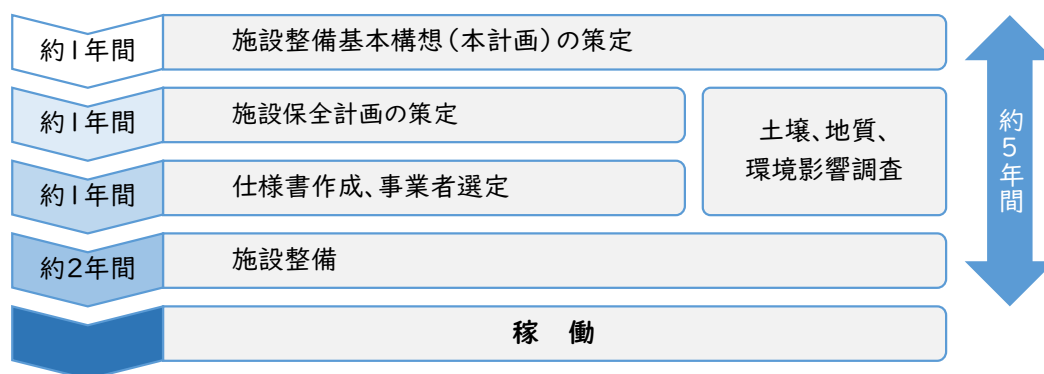 約1年間
施設整備基本構想（本計画）の策定
約1年間
施設保全計画の策定
約1年間
仕様書作成、事業者選定
土壌、地質、
環境影響調査
約2年間
施設整備
稼　働
約5年間